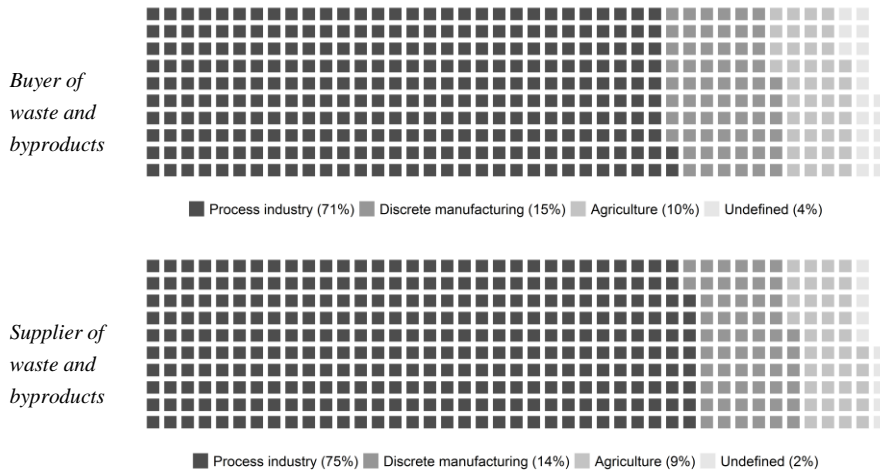 Buyer of
waste and
byproducts
Process industry (71%) Discrete manufacturing (15%) Agriculture (10%) Undefined (4%)
Supplier of
waste and
byproducts
Process industry (75%) Discrete manufacturing (14%) Agriculture (9%) Undefined (2%)